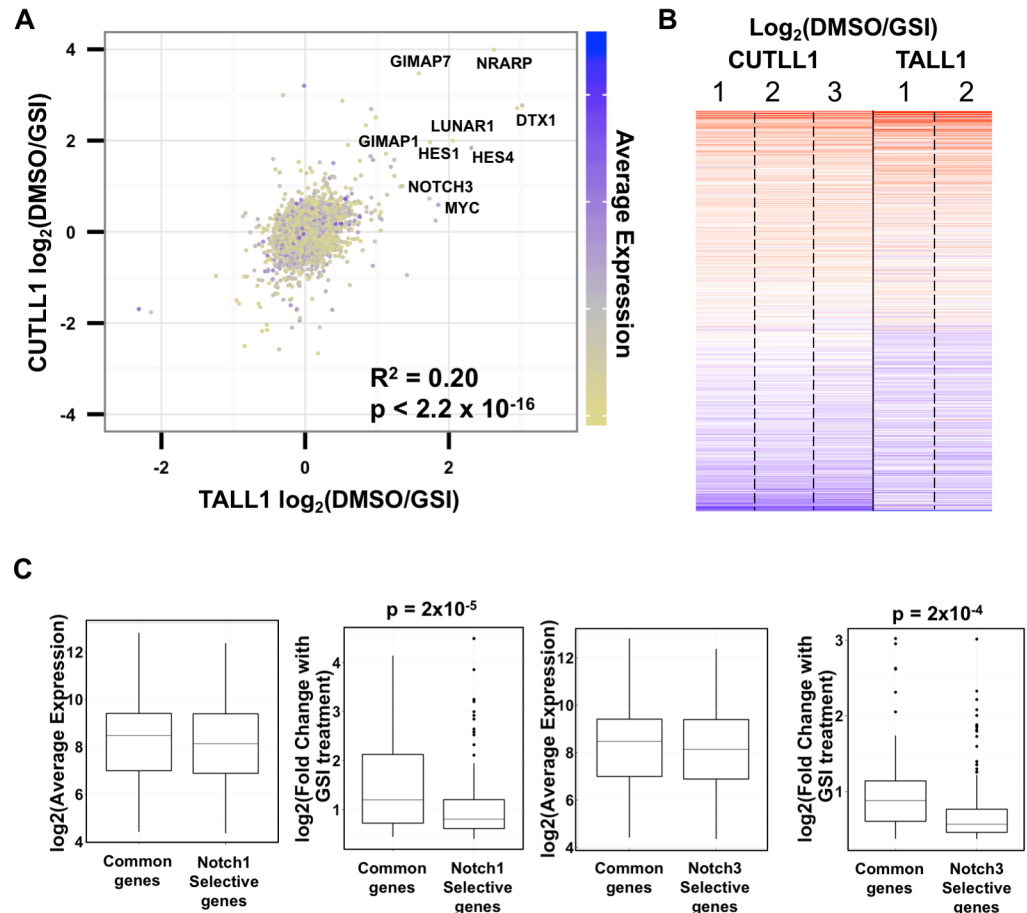 A
4
2
0
-2
-4
CUTLL1 log2(DMSO/GSI)
GIMAP7
NRARP
DTX1
LUNAR1
GIMAP1
HES1
HES4
NOTCH3
MYC
R2 = 0.20
p < 2.2 x 10-16
-2
0
2
TALL1 log2(DMSO/GSI)
Average Expression
B
Log2(DMSO/GSI)
CUTLL1 TALL1
1 2 3 1 2
C
log2(Average Expression)
12
10
8
6
4
Common
genes
Notch1
Selective
genes
p = 2x10-5
log2(Fold Change with
GSI treatment)
4
3
2
1
Common
genes
Notch1
Selective
genes
log2(Average Expression)
12
10
8
6
4
Common
genes
Notch3
Selective
genes
p = 2x10-4
log2(Fold Change with
GSI treatment)
3
2
1
Common
genes
Notch3
Selective
genes